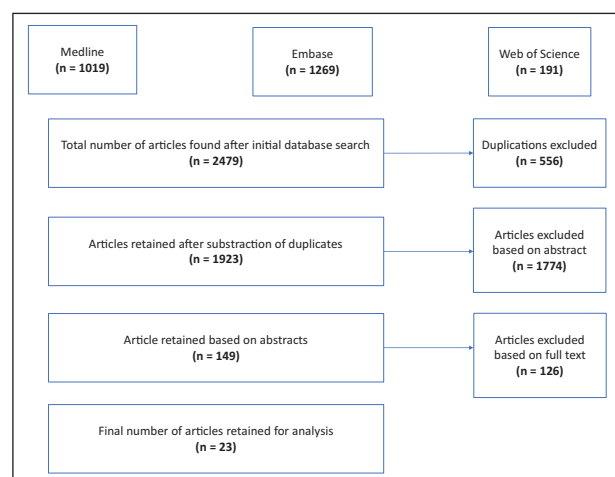 Medline
(n = 1019)
Embase
(n = 1269)
Web of Science
(n = 191)
Total number of articles found after initial database search
(n = 2479)
Duplications excluded
(n = 556)
Articles retained after substraction of duplicates
(n = 1923)
Articles excluded
based on abstract
(n = 1774)
Article retained based on abstracts
(n = 149)
Articles excluded
based on full text
(n = 126)
Final number of articles retained for analysis
(n = 23)